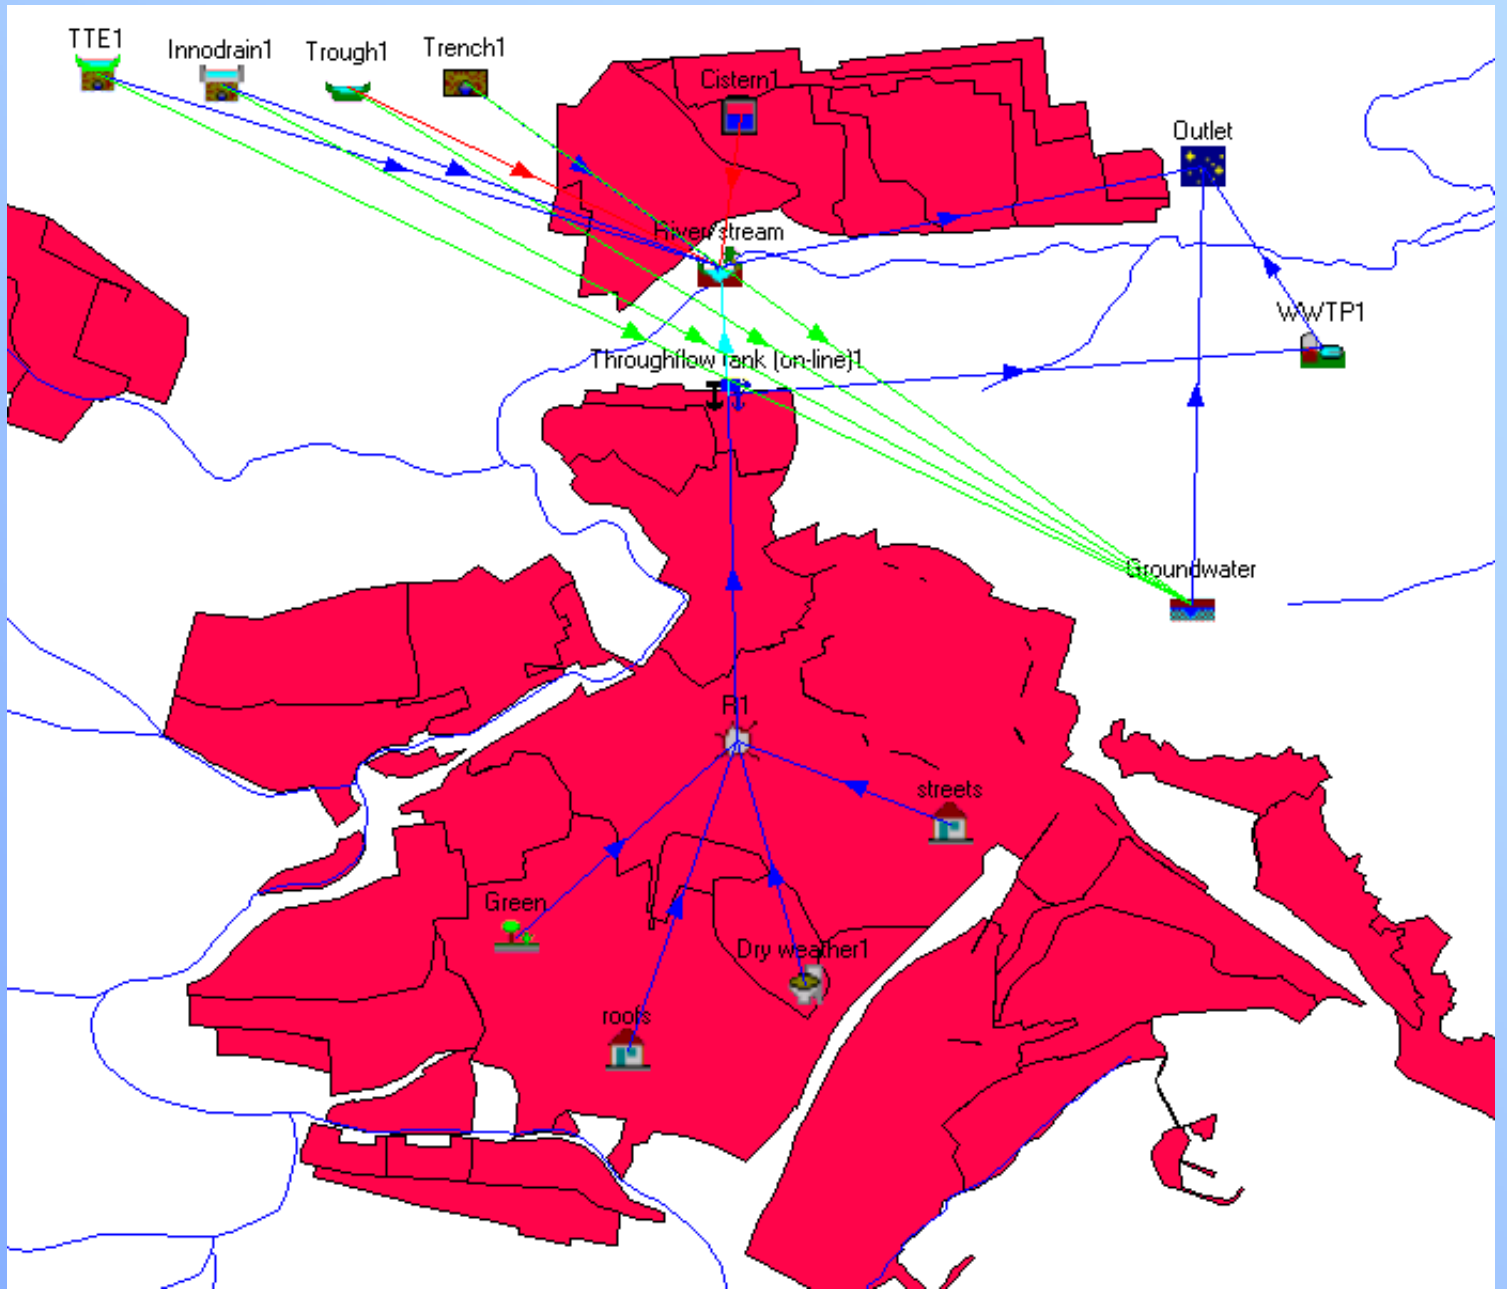 TTE1
Innodrain1
Trough1
Trench1
Cistern1
Outlet
River/stream
WWTP1
Throughflow tank (on-line)1
Groundwater
R1
streets
Green
Dry weather1
roofs